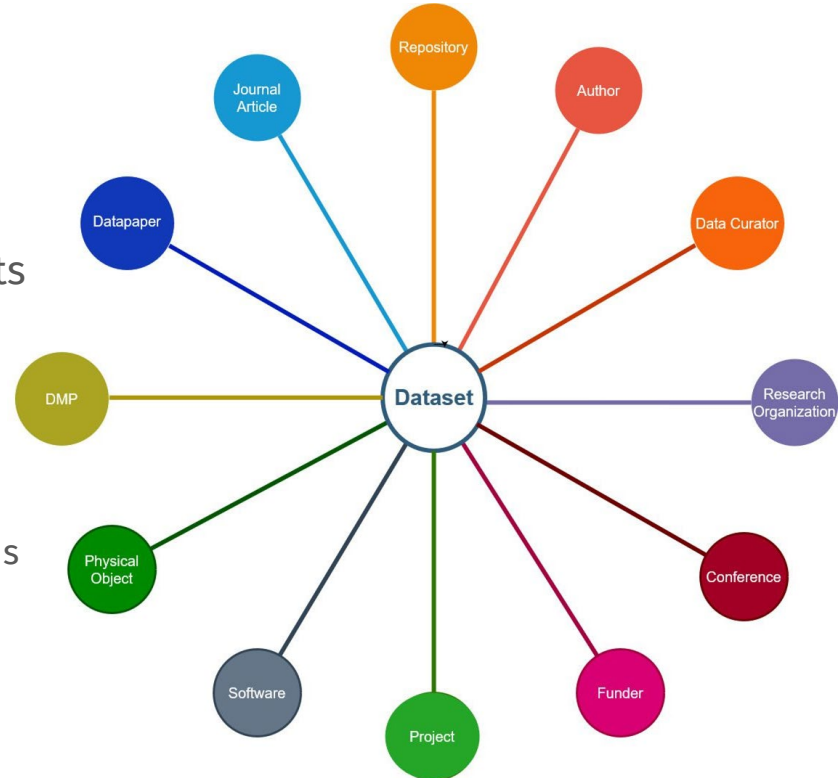 Repository
Journal
Article
Author
Datapaper
Data Curator
ts
Dataset
DMP
Research
Organization
s
Physical
Object
Conference
Software
Funder
Project